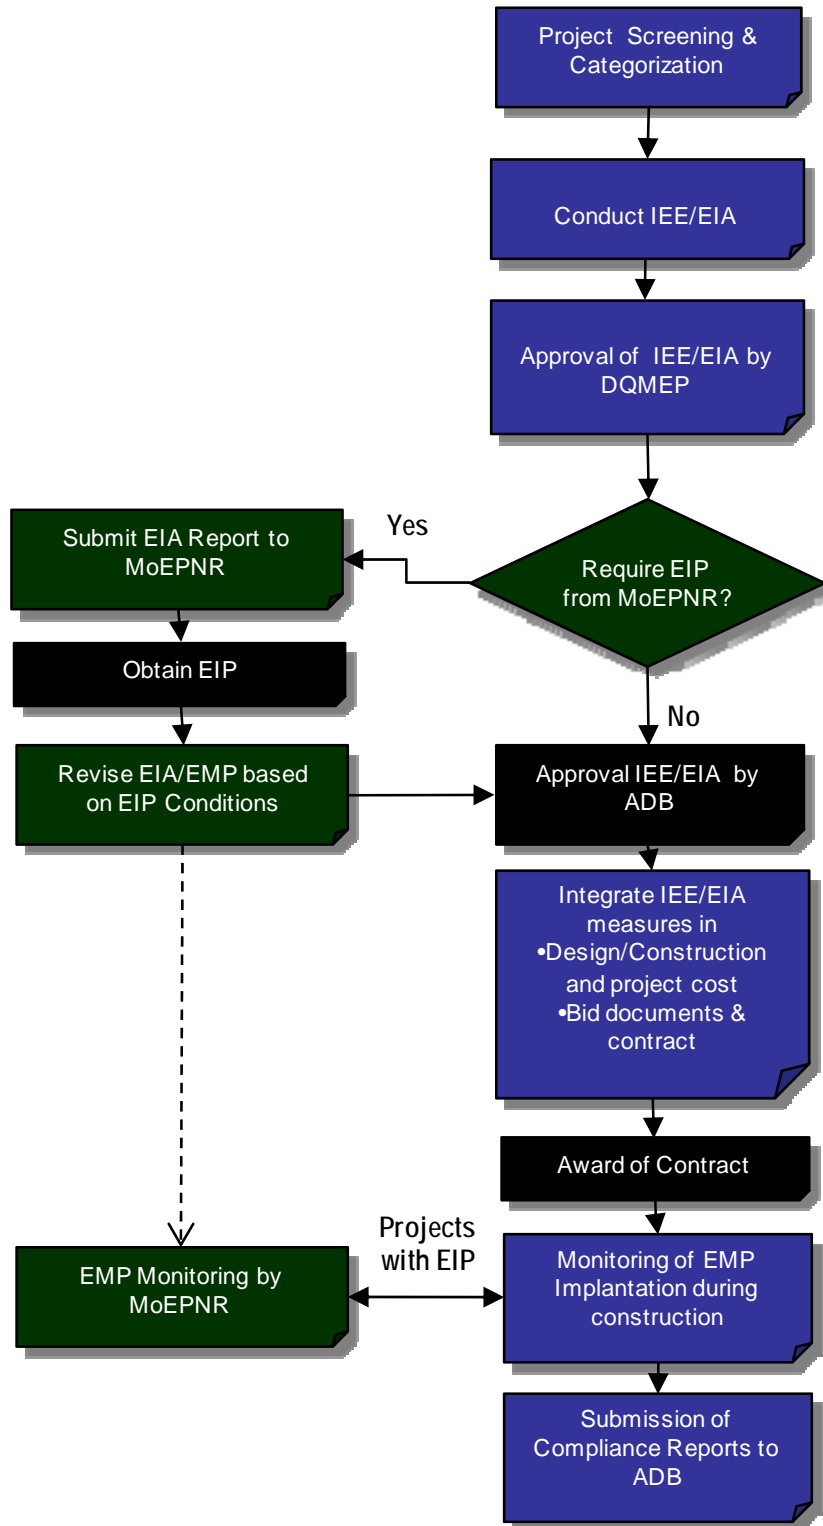 Project Screening &
Categorization
Conduct IEE/EIA
Approval of IEE/EIA by
DQMEP
Yes
Submit EIA Report to
MoEPNR
Require EIP
from MoEPNR?
Obtain EIP
No
Revise EIA/EMP based
on EIP Conditions
Approval IEE/EIA by
ADB
Integrate IEE/EIA
measures in
•Design/Construction
and project cost
•Bid documents &
contract
Award of Contract
Projects
with EIP
EMP Monitoring by
MoEPNR
Monitoring of EMP
Implantation during
construction
Submission of
Compliance Reports to
ADB